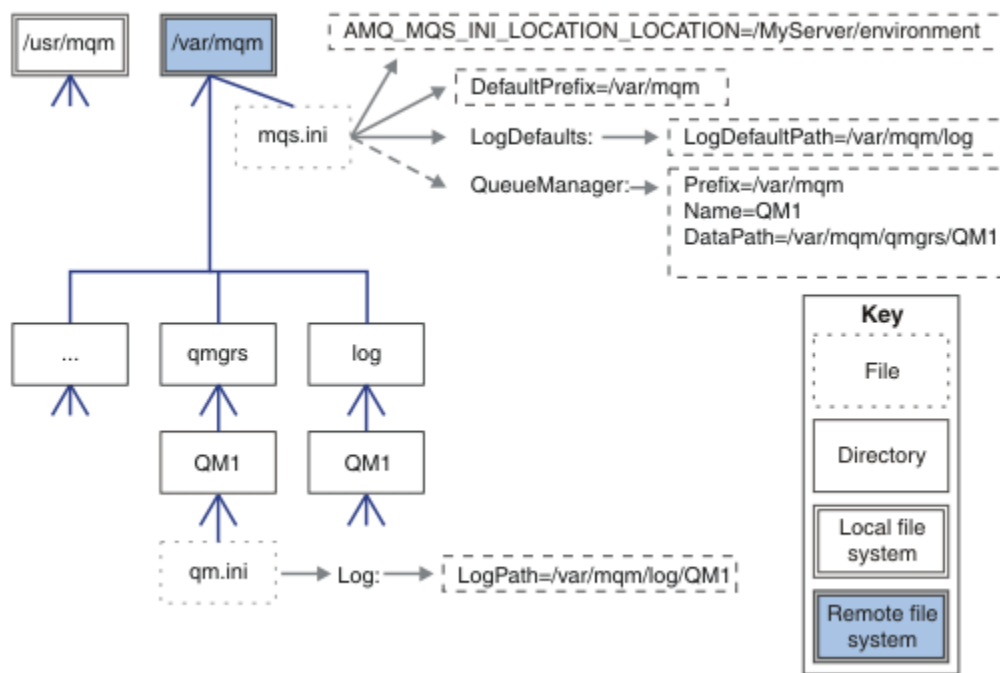 /usr/mqm
/var/mqm
AMQ_MQS_INI_LOCATION_LOCATION=/MyServer/environment
DefaultPrefix=/var/mqm
mqs.ini
LogDefaults:
LogDefaultPath=/var/mqm/log
QueueManager:
Prefix=/var/mqm
Name=QM1
DataPath=/var/mqm/qmgrs/QM1
...
qmgrs
log
QM1
QM1
qm.ini
Log:
LogPath=/var/mqm/log/QM1
Key
File
Directory
Local file
system
Remote file
system